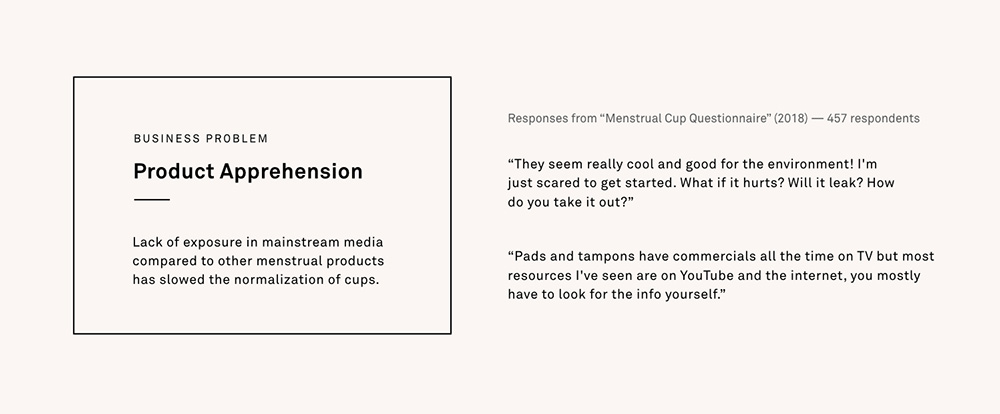 BUSINESS PROBLEM
Product Apprehension
Lack of exposure in mainstream media
compared to other menstrual products
has slowed the normalization of cups.
Responses from “Menstrual Cup Questionnaire” (2018) — 457 respondents
“They seem really cool and good for the environment! I'm
just scared to get started. What if it hurts? Will it leak? How
do you take it out?”
“Pads and tampons have commercials all the time on TV but most
resources I've seen are on YouTube and the internet, you mostly
have to look for the info yourself.”